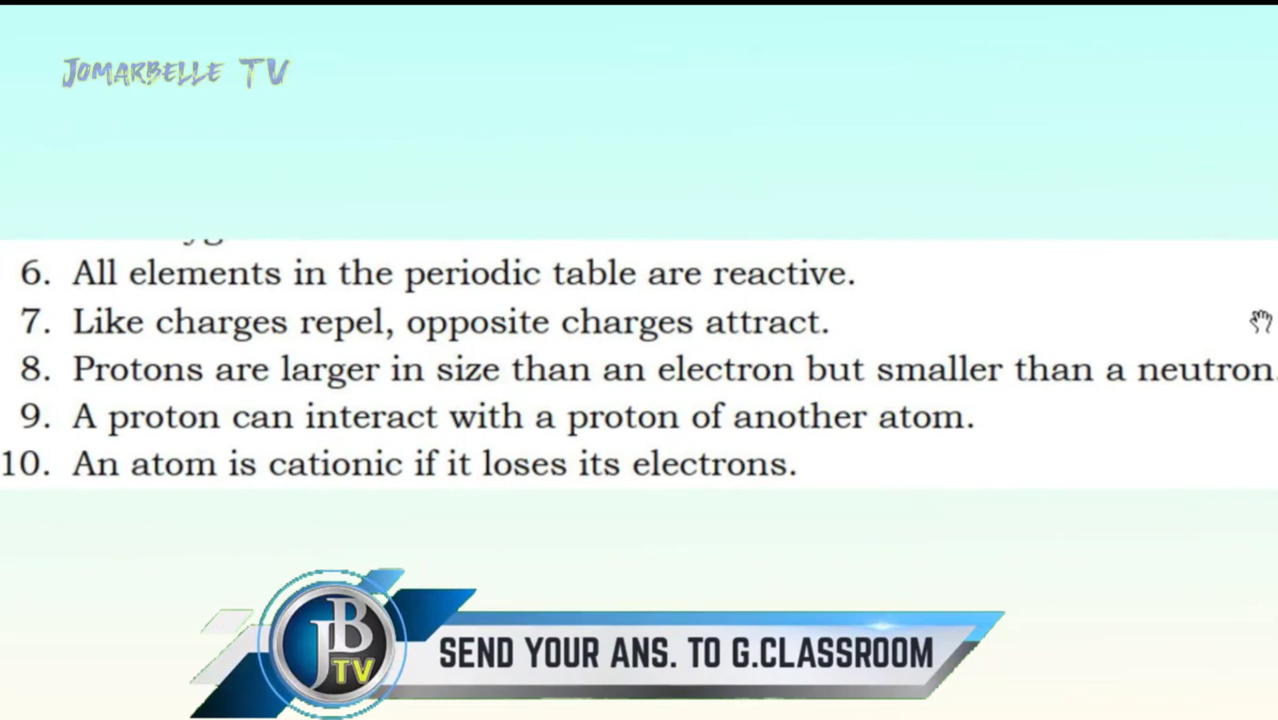 JOMARBELLE TV
6. All elements in the periodic table are reactive.
7. Like charges repel, opposite charges attract.
8. Protons are larger in size than an electron but smaller than a neutron.
9. A proton can interact with a proton of another atom.
10. An atom is cationic if it loses its electrons.
JB
TV
SEND YOUR ANS. TO G.CLASSROOM